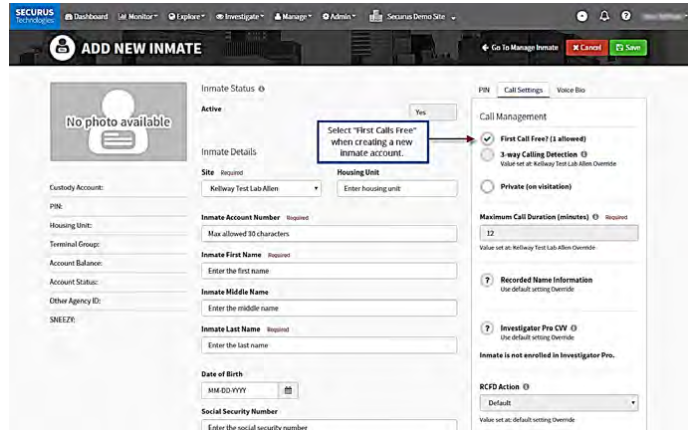 SECURUS Technologies
Dashboard Monitor Explore Investigate Manage Admin Securus Demo Site
ADD NEW INMATE
Go To Manage Inmate Cancel Save
No photo available
Custody Account:
PIN:
Housing Unit:
Terminal Group:
Account Balance:
Account Status:
Other Agency ID:
SNEEZY:
Inmate Status
Active Yes
Select "First Calls Free"
when creating a new
inmate account.
Inmate Details
Site Required Housing Unit
Kellway Test Lab Allen Enter housing unit
Inmate Account Number Required
Max allowed 30 characters
Inmate First Name Required
Enter the first name
Inmate Middle Name
Enter the middle name
Inmate Last Name Required
Enter the last name
Date of Birth
MM-DD-YYYY
Social Security Number
Enter the social security number
PIN Call Settings Voice Bio
Call Management
First Call Free? (1 allowed)
3-way Calling Detection
Value set at: Kellway Test Lab Allen Override
Private (on visitation)
Maximum Call Duration (minutes) Required
12
Value set at: Kellway Test Lab Allen Override
Recorded Name Information
Use default setting Override
Investigator Pro CVV
Use default setting Override
Inmate is not enrolled in Investigator Pro.
RCFD Action
Default
Value set at: default setting Override